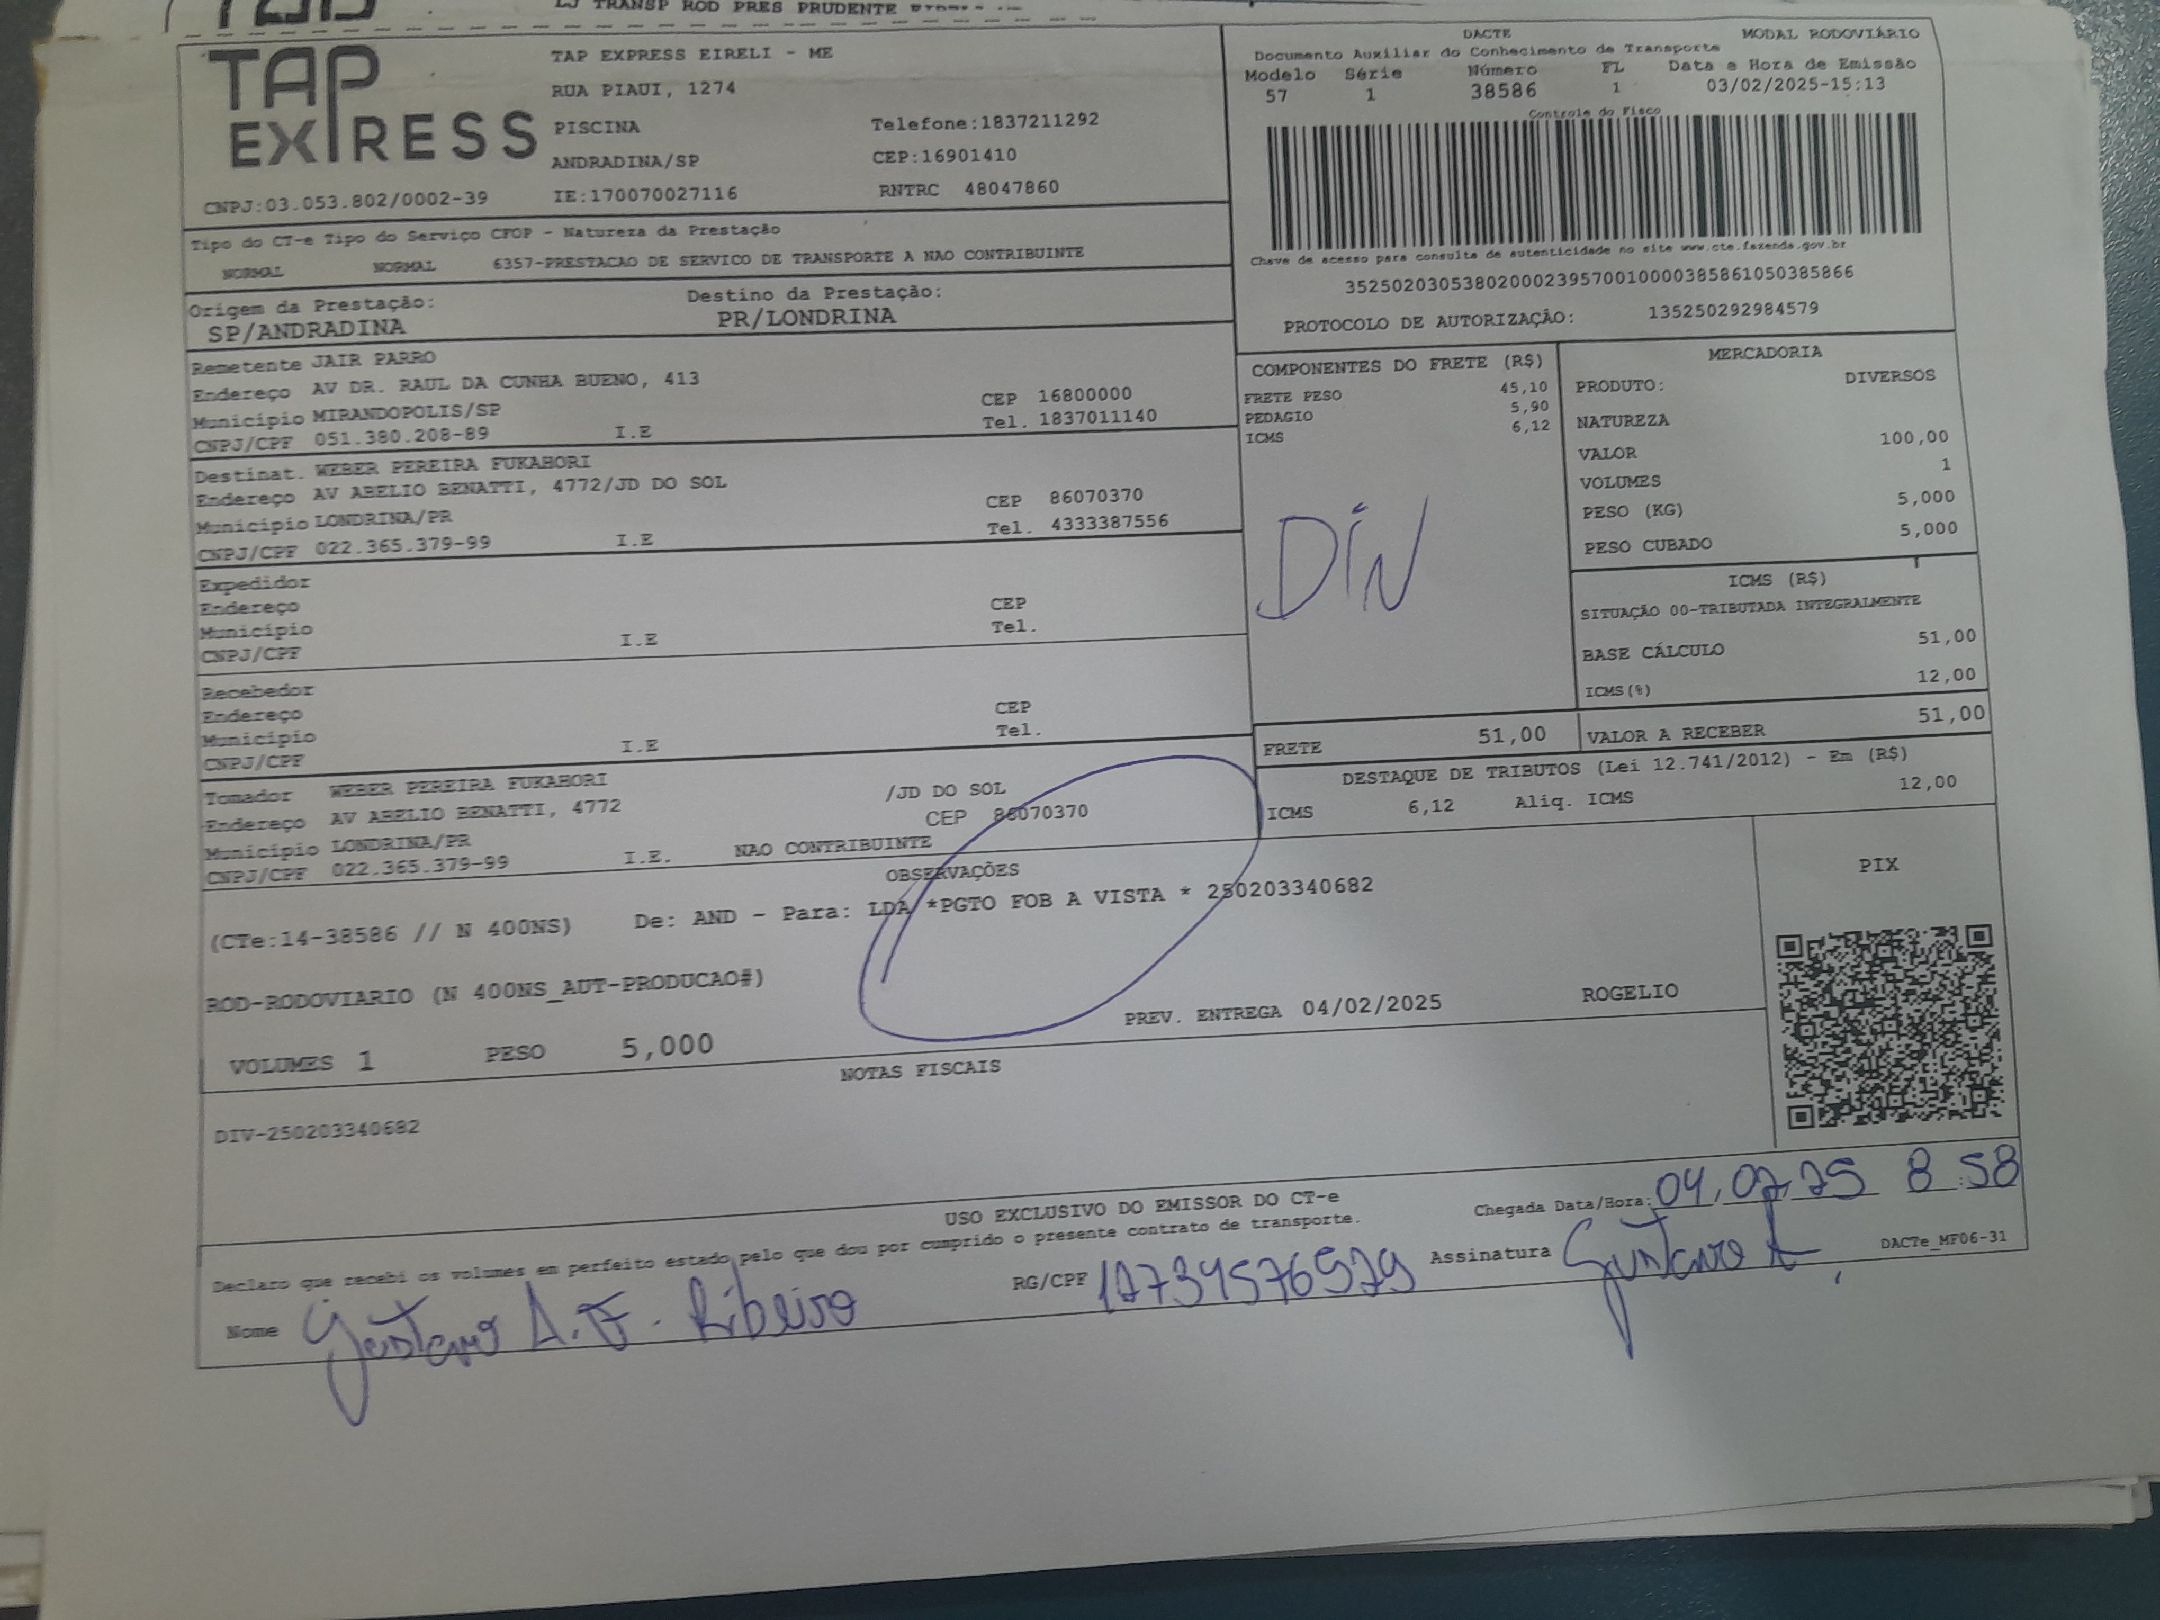 LJ TRANSP ROD PRES PRUDENTE
TAP EXPRESS
TAP EXPRESS EIRELI - ME
RUA PIAUI, 1274
PISCINA
Telefone:1837211292
ANDRADINA/SP
CEP:16901410
CNPJ:03.053.802/0002-39
IE:170070027116
RNTRC 48047860
DACTE
MODAL RODOVIÁRIO
Documento Auxiliar do Conhecimento de Transporte
Modelo Série Número FL Data e Hora de Emissão
57 1 38586 1 03/02/2025-15:13
Controle do Fisco
Chave de acesso para consulta de autenticidade no site www.cte.fazenda.gov.br
35250203053802000239570010000385861050385866
PROTOCOLO DE AUTORIZAÇÃO: 135250292984579
Tipo do CT-e Tipo do Serviço CFOP - Natureza da Prestação
NORMAL NORMAL 6357-PRESTACAO DE SERVICO DE TRANSPORTE A NAO CONTRIBUINTE
Origem da Prestação: Destino da Prestação:
SP/ANDRADINA PR/LONDRINA
Remetente JAIR PARRO
Endereço AV DR. RAUL DA CUNHA BUENO, 413
CEP 16800000
Município MIRANDOPOLIS/SP
Tel. 1837011140
CNPJ/CPF 051.380.208-89 I.E
Destinat. WEBER PEREIRA FUKAHORI
Endereço AV ABELIO BENATTI, 4772/JD DO SOL
CEP 86070370
Município LONDRINA/PR
Tel. 4333387556
CNPJ/CPF 022.365.379-99 I.E
Expedidor
Endereço CEP
Município Tel.
CNPJ/CPF I.E
Recebedor
Endereço CEP
Município Tel.
CNPJ/CPF I.E
Tomador WEBER PEREIRA FUKAHORI
Endereço AV ABELIO BENATTI, 4772 /JD DO SOL
Município LONDRINA/PR CEP 86070370
CNPJ/CPF 022.365.379-99 I.E. NAO CONTRIBUINTE
COMPONENTES DO FRETE (R$)
FRETE PESO 45,10
PEDAGIO 5,90
ICMS 6,12
DIN
MERCADORIA
PRODUTO: DIVERSOS
NATUREZA
VALOR 100,00
VOLUMES 1
PESO (KG) 5,000
PESO CUBADO 5,000
ICMS (R$)
SITUAÇÃO 00-TRIBUTADA INTEGRALMENTE
BASE CÁLCULO 51,00
ICMS(%) 12,00
FRETE 51,00 VALOR A RECEBER 51,00
DESTAQUE DE TRIBUTOS (Lei 12.741/2012) - Em (R$)
ICMS 6,12 Aliq. ICMS 12,00
OBSERVAÇÕES
(CTe:14-38586 // N 400NS) De: AND - Para: LDA *PGTO FOB A VISTA * 250203340682
ROD-RODOVIARIO (N 400NS_AUT-PRODUCAO#)
PREV. ENTREGA 04/02/2025 ROGELIO
VOLUMES 1 PESO 5,000
PIX
NOTAS FISCAIS
DIV-250203340682
USO EXCLUSIVO DO EMISSOR DO CT-e
Declaro que recebi os volumes em perfeito estado pelo que dou por cumprido o presente contrato de transporte.
Chegada Data/Hora: 04,02,25 8:58
Nome Gustavo A. F. Ribeiro
RG/CPF
Assinatura Gustavo A
DACTe_MF06-31